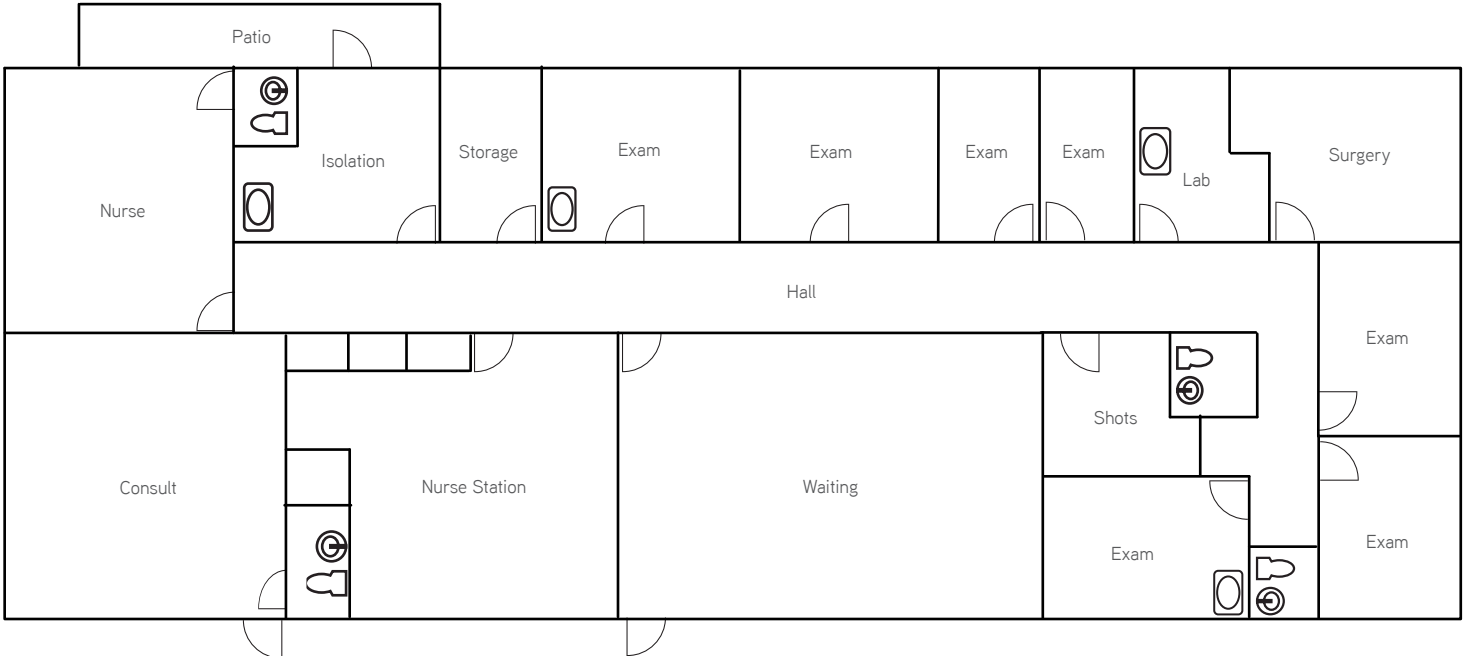 Patio
Nurse
Isolation
Storage
Exam
Exam
Exam
Exam
Lab
Surgery
Hall
Exam
Consult
Nurse Station
Waiting
Shots
Exam
Exam